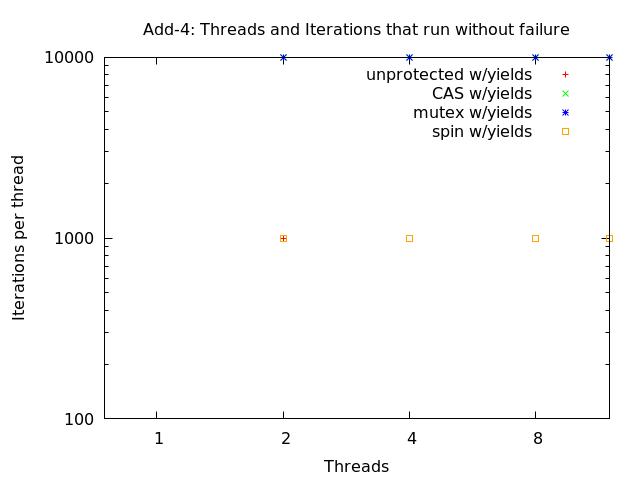 Add-4: Threads and Iterations that run without failure
10000
unprotected w/yields
CAS w/yields
mutex w/yields
spin w/yields
Iterations per thread
1000
100
1 2 4 8
Threads